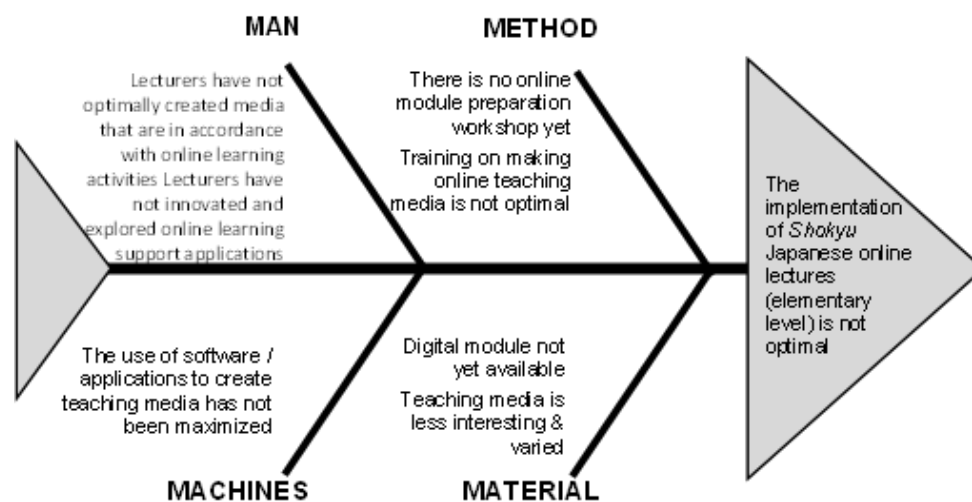 MAN
Lecturers have not
optimally created media
that are in accordance
with online learning
activities Lecturers have
not innovated and
explored online learning
support applications
METHOD
There is no online
module preparation
workshop yet
Training on making
online teaching
media is not optimal
The
implementation
of Shokyu
Japanese online
lectures
(elementary
level) is not
optimal
The use of software /
applications to create
teaching media has not
been maximized
MACHINES
Digital module not
yet available
Teaching media is
less interesting &
varied
MATERIAL